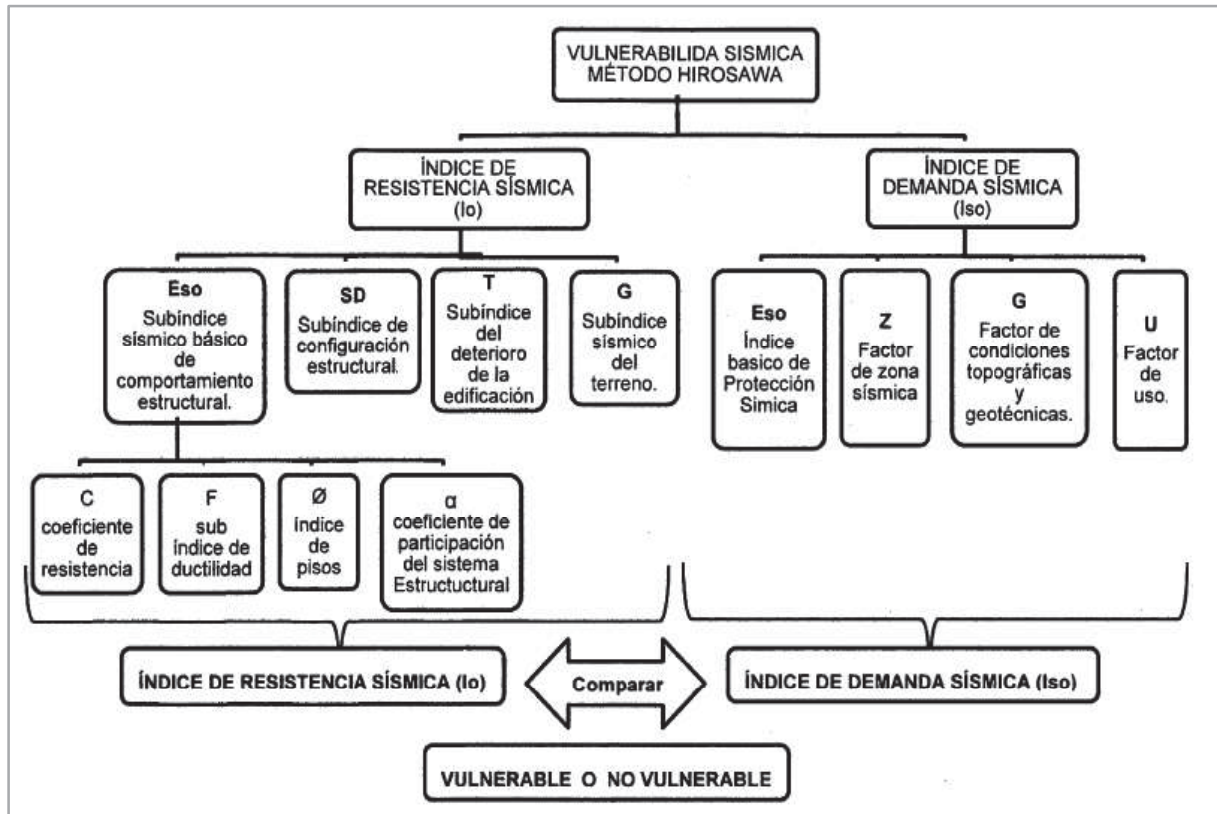 VULNERABILIDA SISMICA
MÉTODO HIROSAWA
ÍNDICE DE
RESISTENCIA SÍSMICA
(Io)
ÍNDICE DE
DEMANDA SÍSMICA
(Iso)
Eso
Subíndice
sísmico básico
de
comportamiento
estructural.
SD
Subíndice de
configuración
estructural.
T
Subíndice
del
deterioro
de la
edificación
G
Subíndice
sísmico
del
terreno.
Eso
Índice
basico de
Protección
Simica
Z
Factor
de zona
sísmica
G
Factor de
condiciones
topográficas
y
geotécnicas.
U
Factor
de
uso.
C
coeficiente
de
resistencia
F
sub
índice de
ductilidad
Ø
índice
de
pisos
α
coeficiente de
participación
del sistema
Estructuctural
ÍNDICE DE RESISTENCIA SÍSMICA (Io)
Comparar
ÍNDICE DE DEMANDA SÍSMICA (Iso)
VULNERABLE O NO VULNERABLE